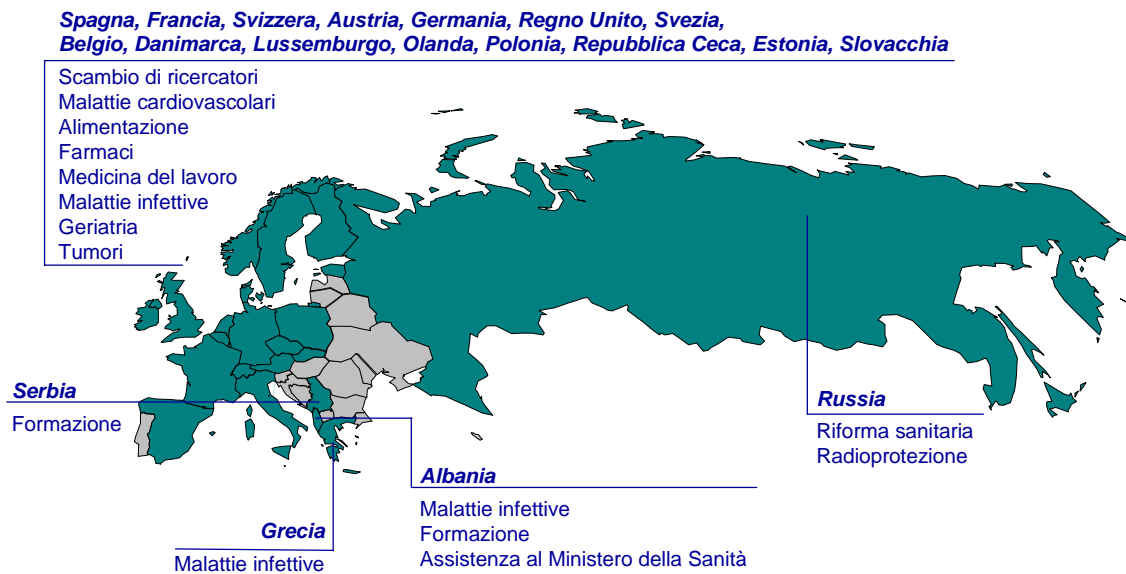 Spagna, Francia, Svizzera, Austria, Germania, Regno Unito, Svezia,
Belgio, Danimarca, Lussemburgo, Olanda, Polonia, Repubblica Ceca, Estonia, Slovacchia
Scambio di ricercatori
Malattie cardiovascolari
Alimentazione
Farmaci
Medicina del lavoro
Malattie infettive
Geriatria
Tumori
Serbia
Formazione
Russia
Riforma sanitaria
Radioprotezione
Albania
Malattie infettive
Formazione
Assistenza al Ministero della Sanità
Grecia
Malattie infettive